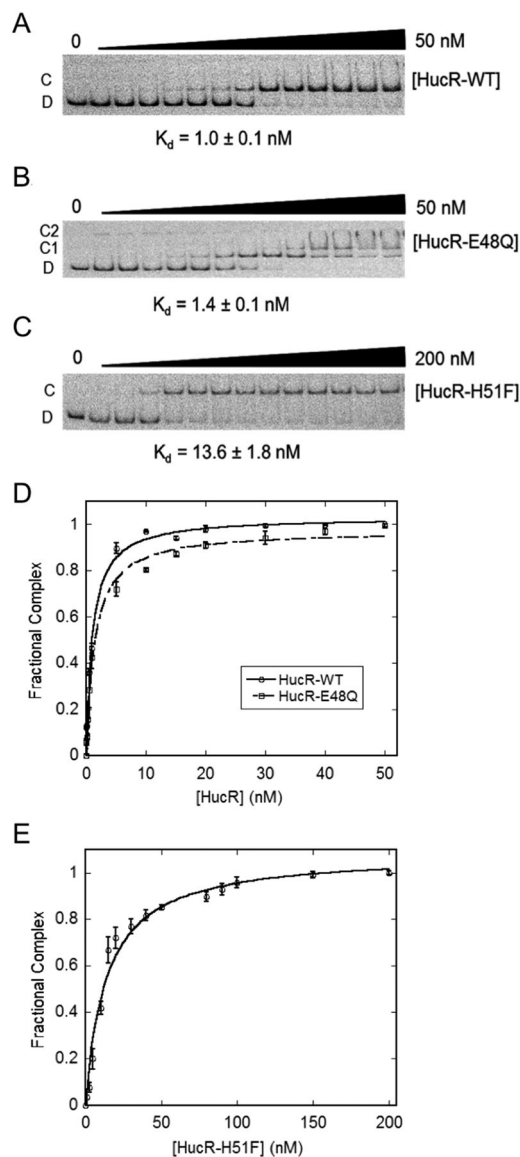 A
0
50 nM
C
[HucR-WT]
D
K_d = 1.0 ± 0.1 nM
B
0
50 nM
C2
C1
[HucR-E48Q]
D
K_d = 1.4 ± 0.1 nM
C
0
200 nM
C
[HucR-H51F]
D
K_d = 13.6 ± 1.8 nM
D
1
0.8
0.6
0.4
0.2
0
Fractional Complex
HucR-WT
HucR-E48Q
0 10 20 30 40 50
[HucR] (nM)
E
1
0.8
0.6
0.4
0.2
0
Fractional Complex
0 50 100 150 200
[HucR-H51F] (nM)